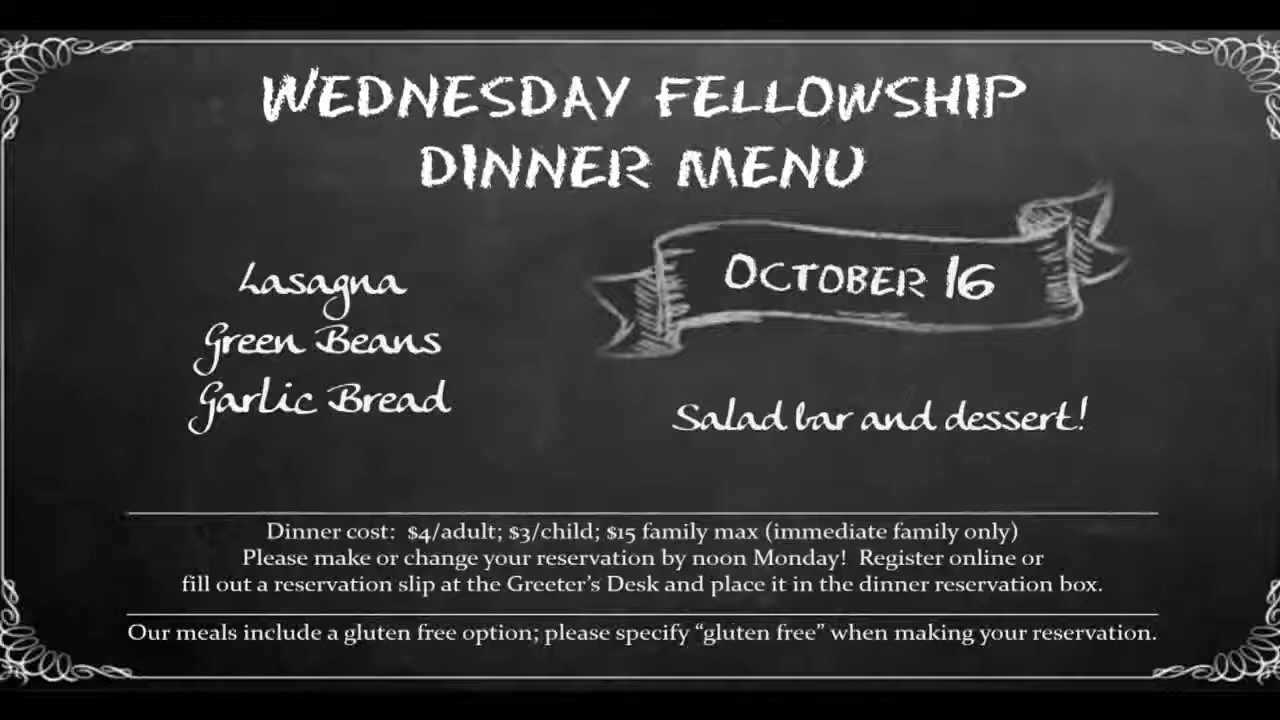 WEDNESDAY FELLOWSHIP
DINNER MENU
OCTOBER 16
Lasagna
Green Beans
Garlic Bread
Salad bar and dessert!
Dinner cost:  $4/adult; $3/child; $15 family max (immediate family only)
Please make or change your reservation by noon Monday!  Register online or
fill out a reservation slip at the Greeter’s Desk and place it in the dinner reservation box.
Our meals include a gluten free option; please specify “gluten free” when making your reservation.